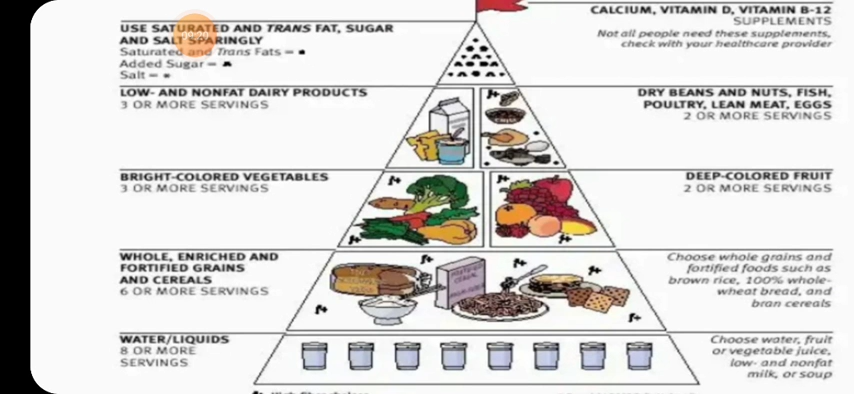 CALCIUM, VITAMIN D, VITAMIN B-12
SUPPLEMENTS
Not all people need these supplements,
check with your healthcare provider
USE SATURATED AND TRANS FAT, SUGAR
AND SALT SPARINGLY
Saturated and Trans Fats =
Added Sugar =
Salt =
LOW- AND NONFAT DAIRY PRODUCTS
3 OR MORE SERVINGS
DRY BEANS AND NUTS, FISH,
POULTRY, LEAN MEAT, EGGS
2 OR MORE SERVINGS
BRIGHT-COLORED VEGETABLES
3 OR MORE SERVINGS
DEEP-COLORED FRUIT
2 OR MORE SERVINGS
WHOLE, ENRICHED AND
FORTIFIED GRAINS
AND CEREALS
6 OR MORE SERVINGS
Choose whole grains and
fortified foods such as
brown rice, 100% whole-
wheat bread, and
bran cereals
WATER/LIQUIDS
8 OR MORE
SERVINGS
Choose water, fruit
or vegetable juice,
low- and nonfat
milk, or soup